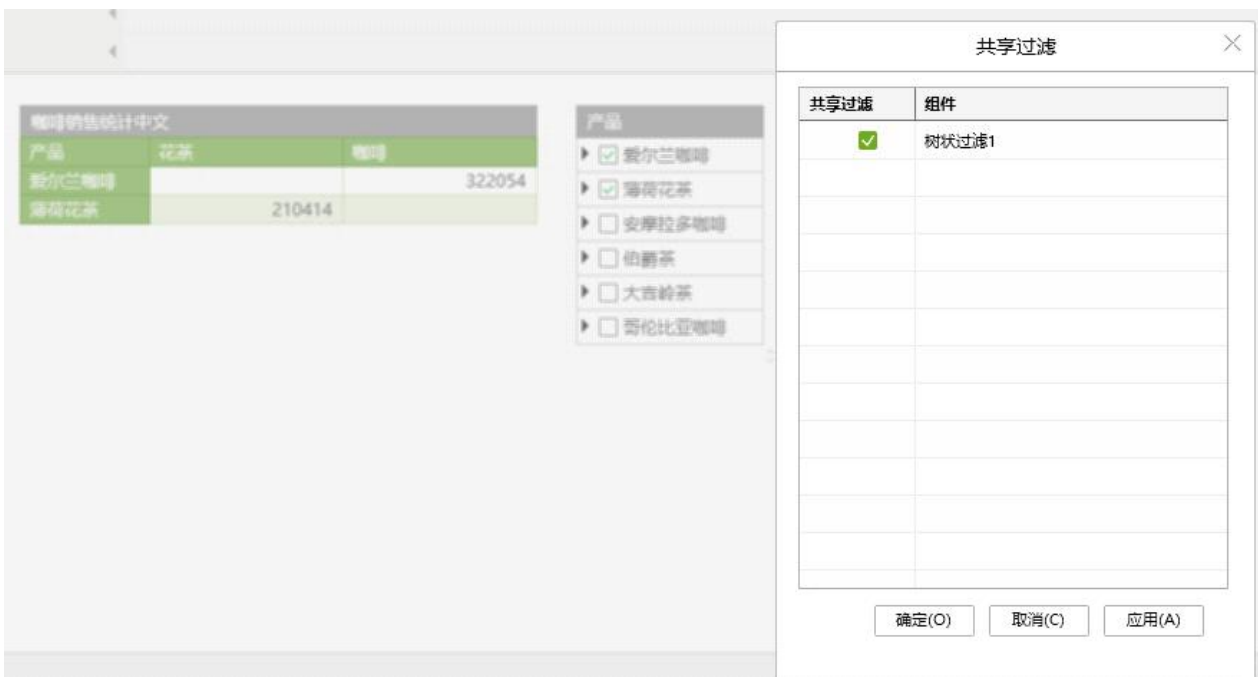 共享过滤
共享过滤 组件
树状过滤1
咖啡销售统计中文
产品 花茶 咖啡
爱尔兰咖啡 322054
薄荷花茶 210414
产品
爱尔兰咖啡
薄荷花茶
安摩拉多咖啡
伯爵茶
大吉岭茶
哥伦比亚咖啡
确定(O) 取消(C) 应用(A)